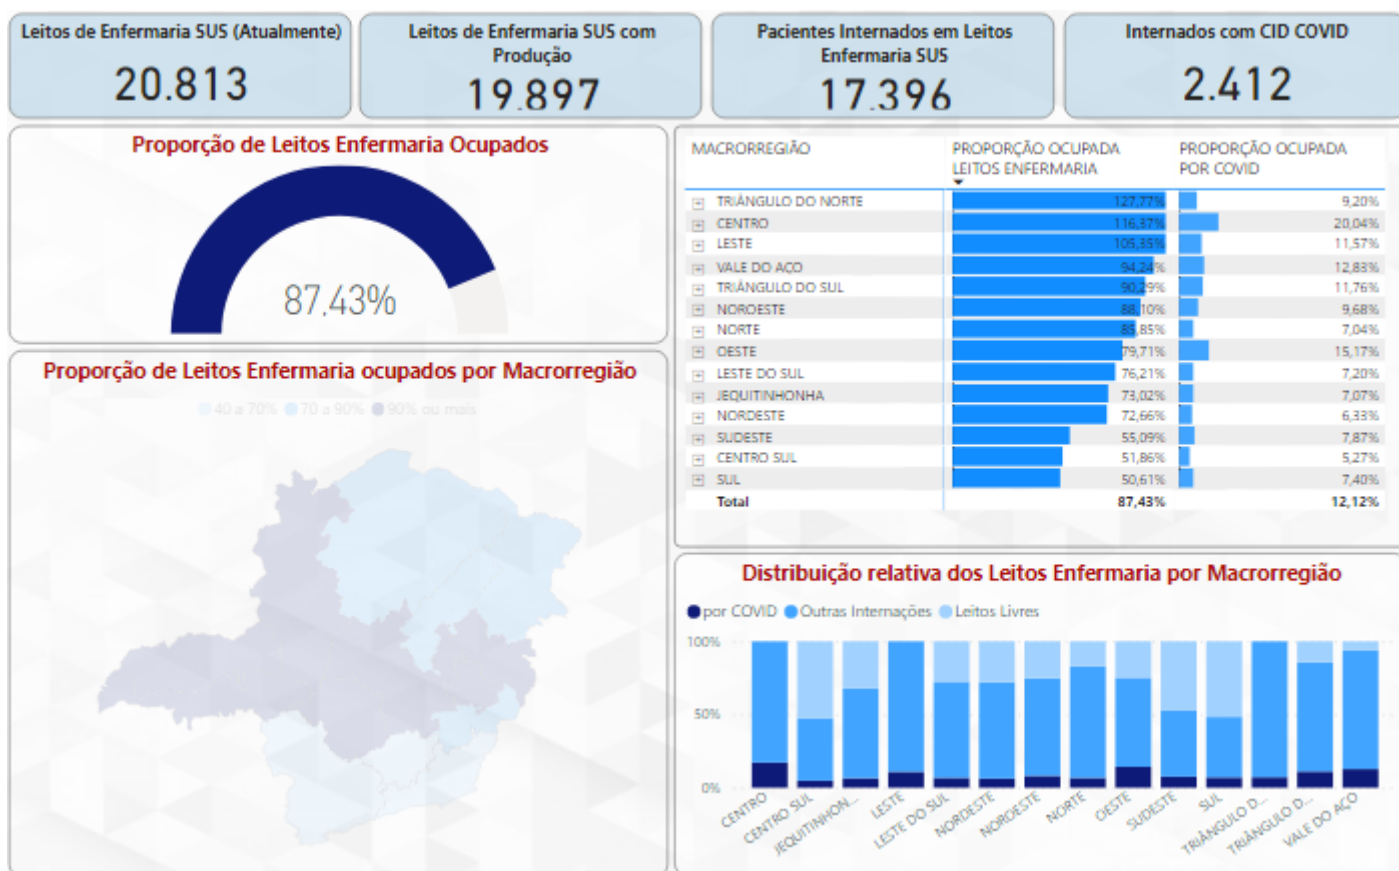 Leitos de Enfermaria SUS (Atualmente)
20.813
Leitos de Enfermaria SUS com
Produção
19.897
Pacientes Internados em Leitos
Enfermaria SUS
17.396
Internados com CID COVID
2.412
Proporção de Leitos Enfermaria Ocupados
87,43%
MACRORREGIÃO PROPORÇÃO OCUPADA LEITOS ENFERMARIA PROPORÇÃO OCUPADA POR COVID
TRIÂNGULO DO NORTE 127,77% 9,20%
CENTRO 116,37% 20,04%
LESTE 105,35% 11,57%
VALE DO AÇO 94,24% 12,83%
TRIÂNGULO DO SUL 90,29% 11,76%
NOROESTE 88,10% 9,68%
NORTE 85,85% 7,04%
OESTE 79,71% 15,17%
LESTE DO SUL 76,21% 7,20%
JEQUITINHONHA 73,02% 7,07%
NORDESTE 72,66% 6,33%
SUDESTE 55,09% 7,87%
CENTRO SUL 51,86% 5,27%
SUL 50,61% 7,40%
Total 87,43% 12,12%
Proporção de Leitos Enfermaria ocupados por Macrorregião
40 a 70% 70 a 90% 90% ou mais
Distribuição relativa dos Leitos Enfermaria por Macrorregião
por COVID Outras Internações Leitos Livres
100%
50%
0%
CENTRO
CENTRO SUL
JEQUITINHON...
LESTE
LESTE DO SUL
NORDESTE
NOROESTE
NORTE
OESTE
SUDESTE
SUL
TRIÂNGULO D...
TRIÂNGULO D...
VALE DO AÇO